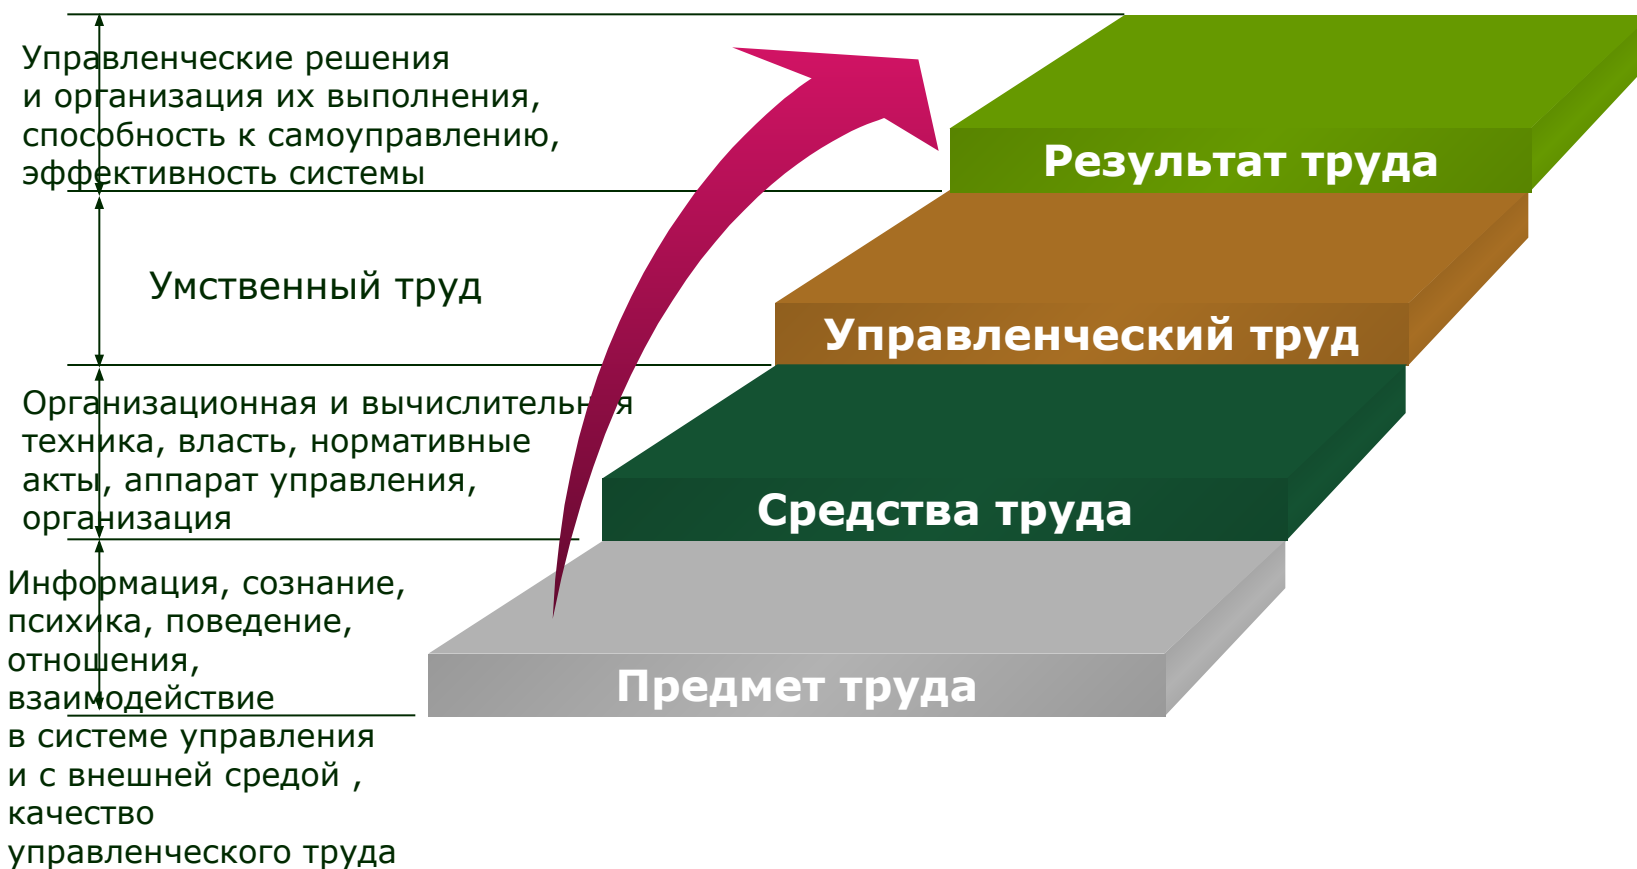 Управленческие решения
и организация их выполнения,
способность к самоуправлению,
эффективность системы
Результат труда
Умственный труд
Управленческий труд
Организационная и вычислительная
техника, власть, нормативные
акты, аппарат управления,
организация
Средства труда
Информация, сознание,
психика, поведение,
отношения,
взаимодействие
в системе управления
и с внешней средой ,
качество
управленческого труда
Предмет труда